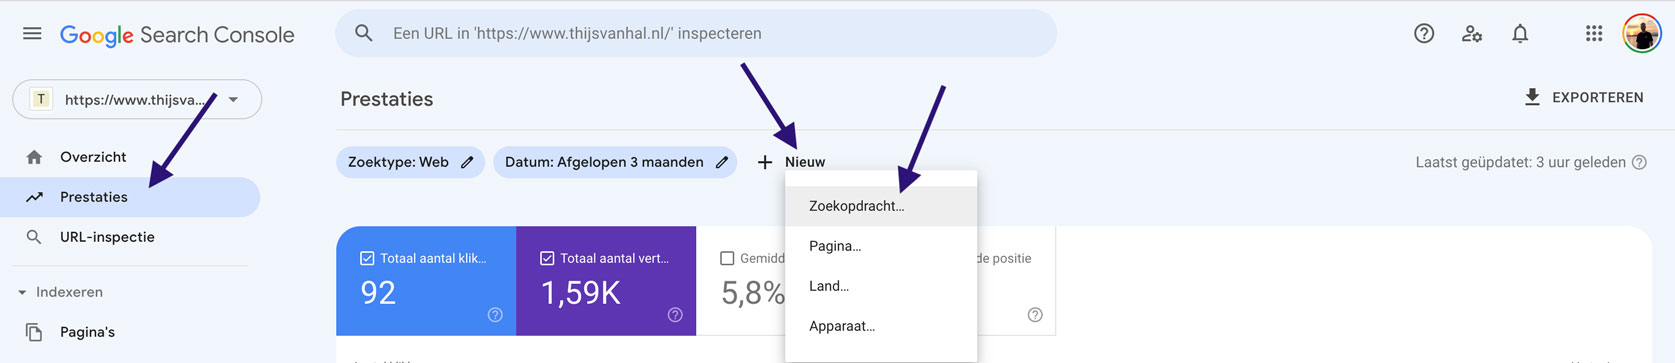 Google Search Console
Een URL in 'https://www.thijsvanhal.nl/' inspecteren
T https://www.thijsva...
Prestaties
EXPORTEREN
Overzicht
Prestaties
URL-inspectie
Indexeren
Pagina's
Zoektype: Web
Datum: Afgelopen 3 maanden
Nieuw
Laatst geüpdatet: 3 uur geleden
Zoekopdracht...
Pagina...
Land...
Apparaat...
Totaal aantal klik...
92
Totaal aantal vert...
1,59K
Gemidd
5,8%
de positie